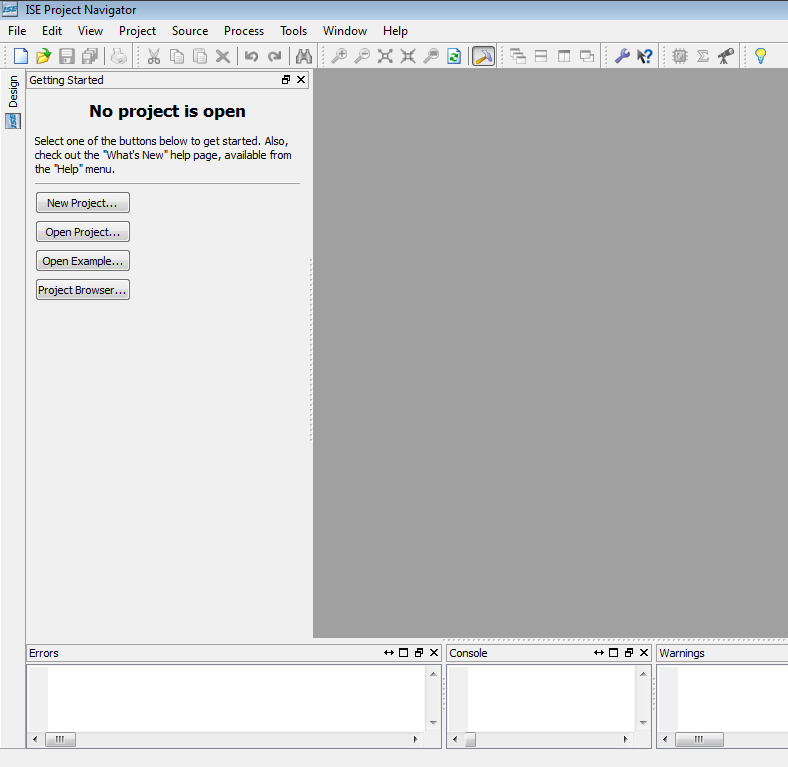 ISE Project Navigator
File Edit View Project Source Process Tools Window Help
Design
Getting Started
No project is open
Select one of the buttons below to get started. Also,
check out the "What's New" help page, available from
the "Help" menu.
New Project...
Open Project...
Open Example...
Project Browser...
Errors
Console
Warnings